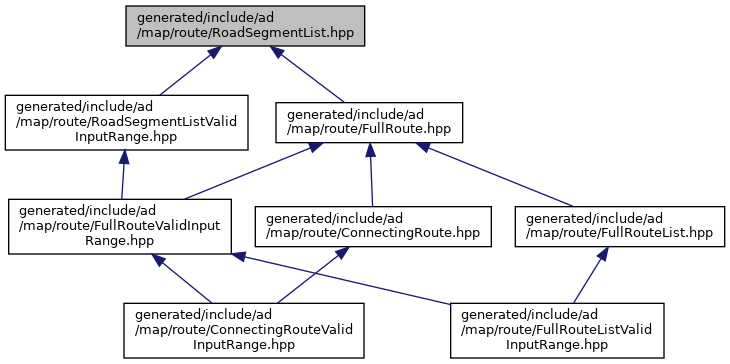 generated/include/ad
/map/route/RoadSegmentList.hpp
generated/include/ad
/map/route/RoadSegmentListValid
InputRange.hpp
generated/include/ad
/map/route/FullRoute.hpp
generated/include/ad
/map/route/FullRouteValidInput
Range.hpp
generated/include/ad
/map/route/ConnectingRoute.hpp
generated/include/ad
/map/route/FullRouteList.hpp
generated/include/ad
/map/route/ConnectingRouteValid
InputRange.hpp
generated/include/ad
/map/route/FullRouteListValid
InputRange.hpp